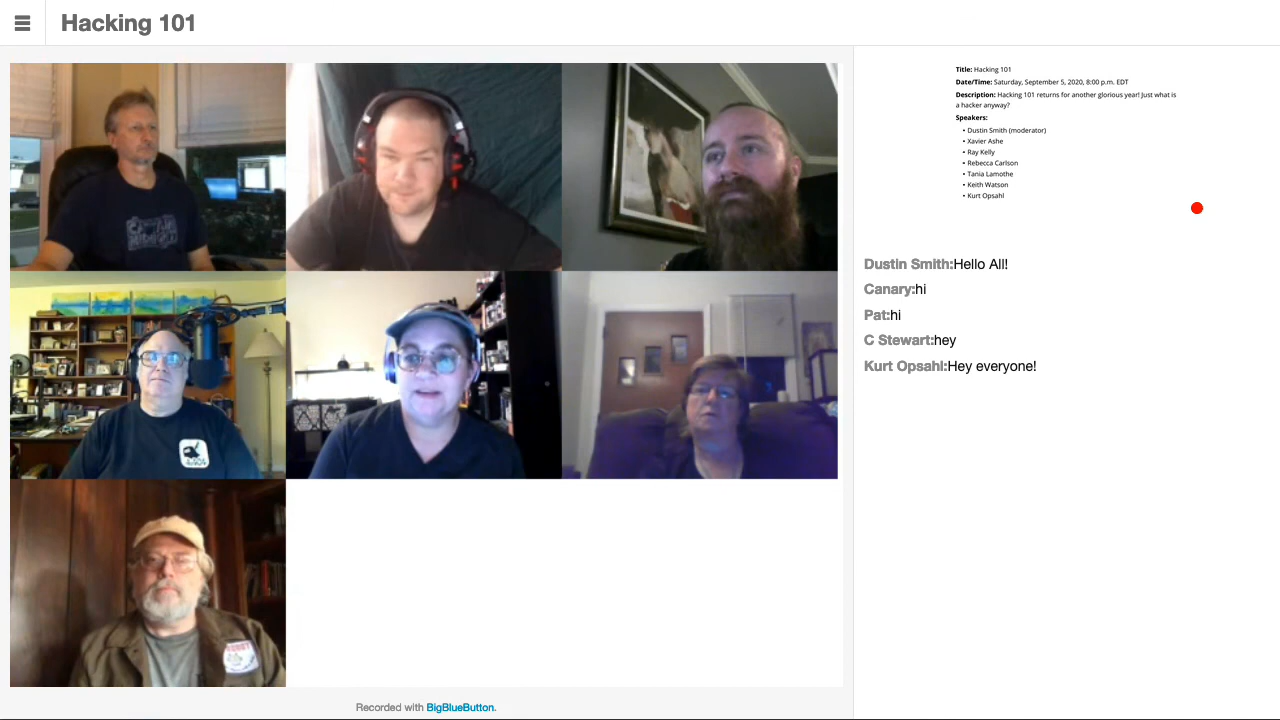 Hacking 101
Title: Hacking 101
Date/Time: Saturday, September 5, 2020, 8:00 p.m. EDT
Description: Hacking 101 returns for another glorious year! Just what is
a hacker anyway?
Speakers:
• Dustin Smith (moderator)
• Xavier Ashe
• Ray Kelly
• Rebecca Carlson
• Tania Lamothe
• Keith Watson
• Kurt Opsahl
Dustin Smith:Hello All!
Canary:hi
Pat:hi
C Stewart:hey
Kurt Opsahl:Hey everyone!
Recorded with BigBlueButton.